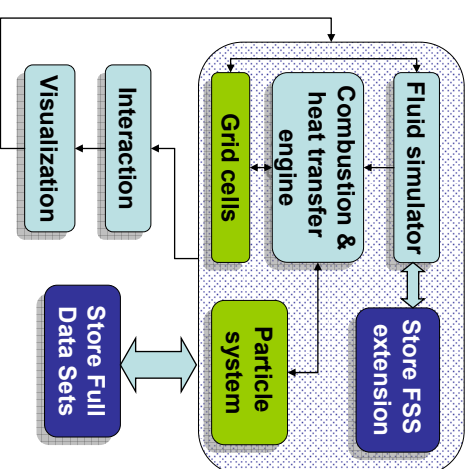 Fluid simulator
Store FSS
extension
Combustion &
heat transfer
engine
Grid cells
Particle
system
Interaction
Visualization
Store Full
Data Sets